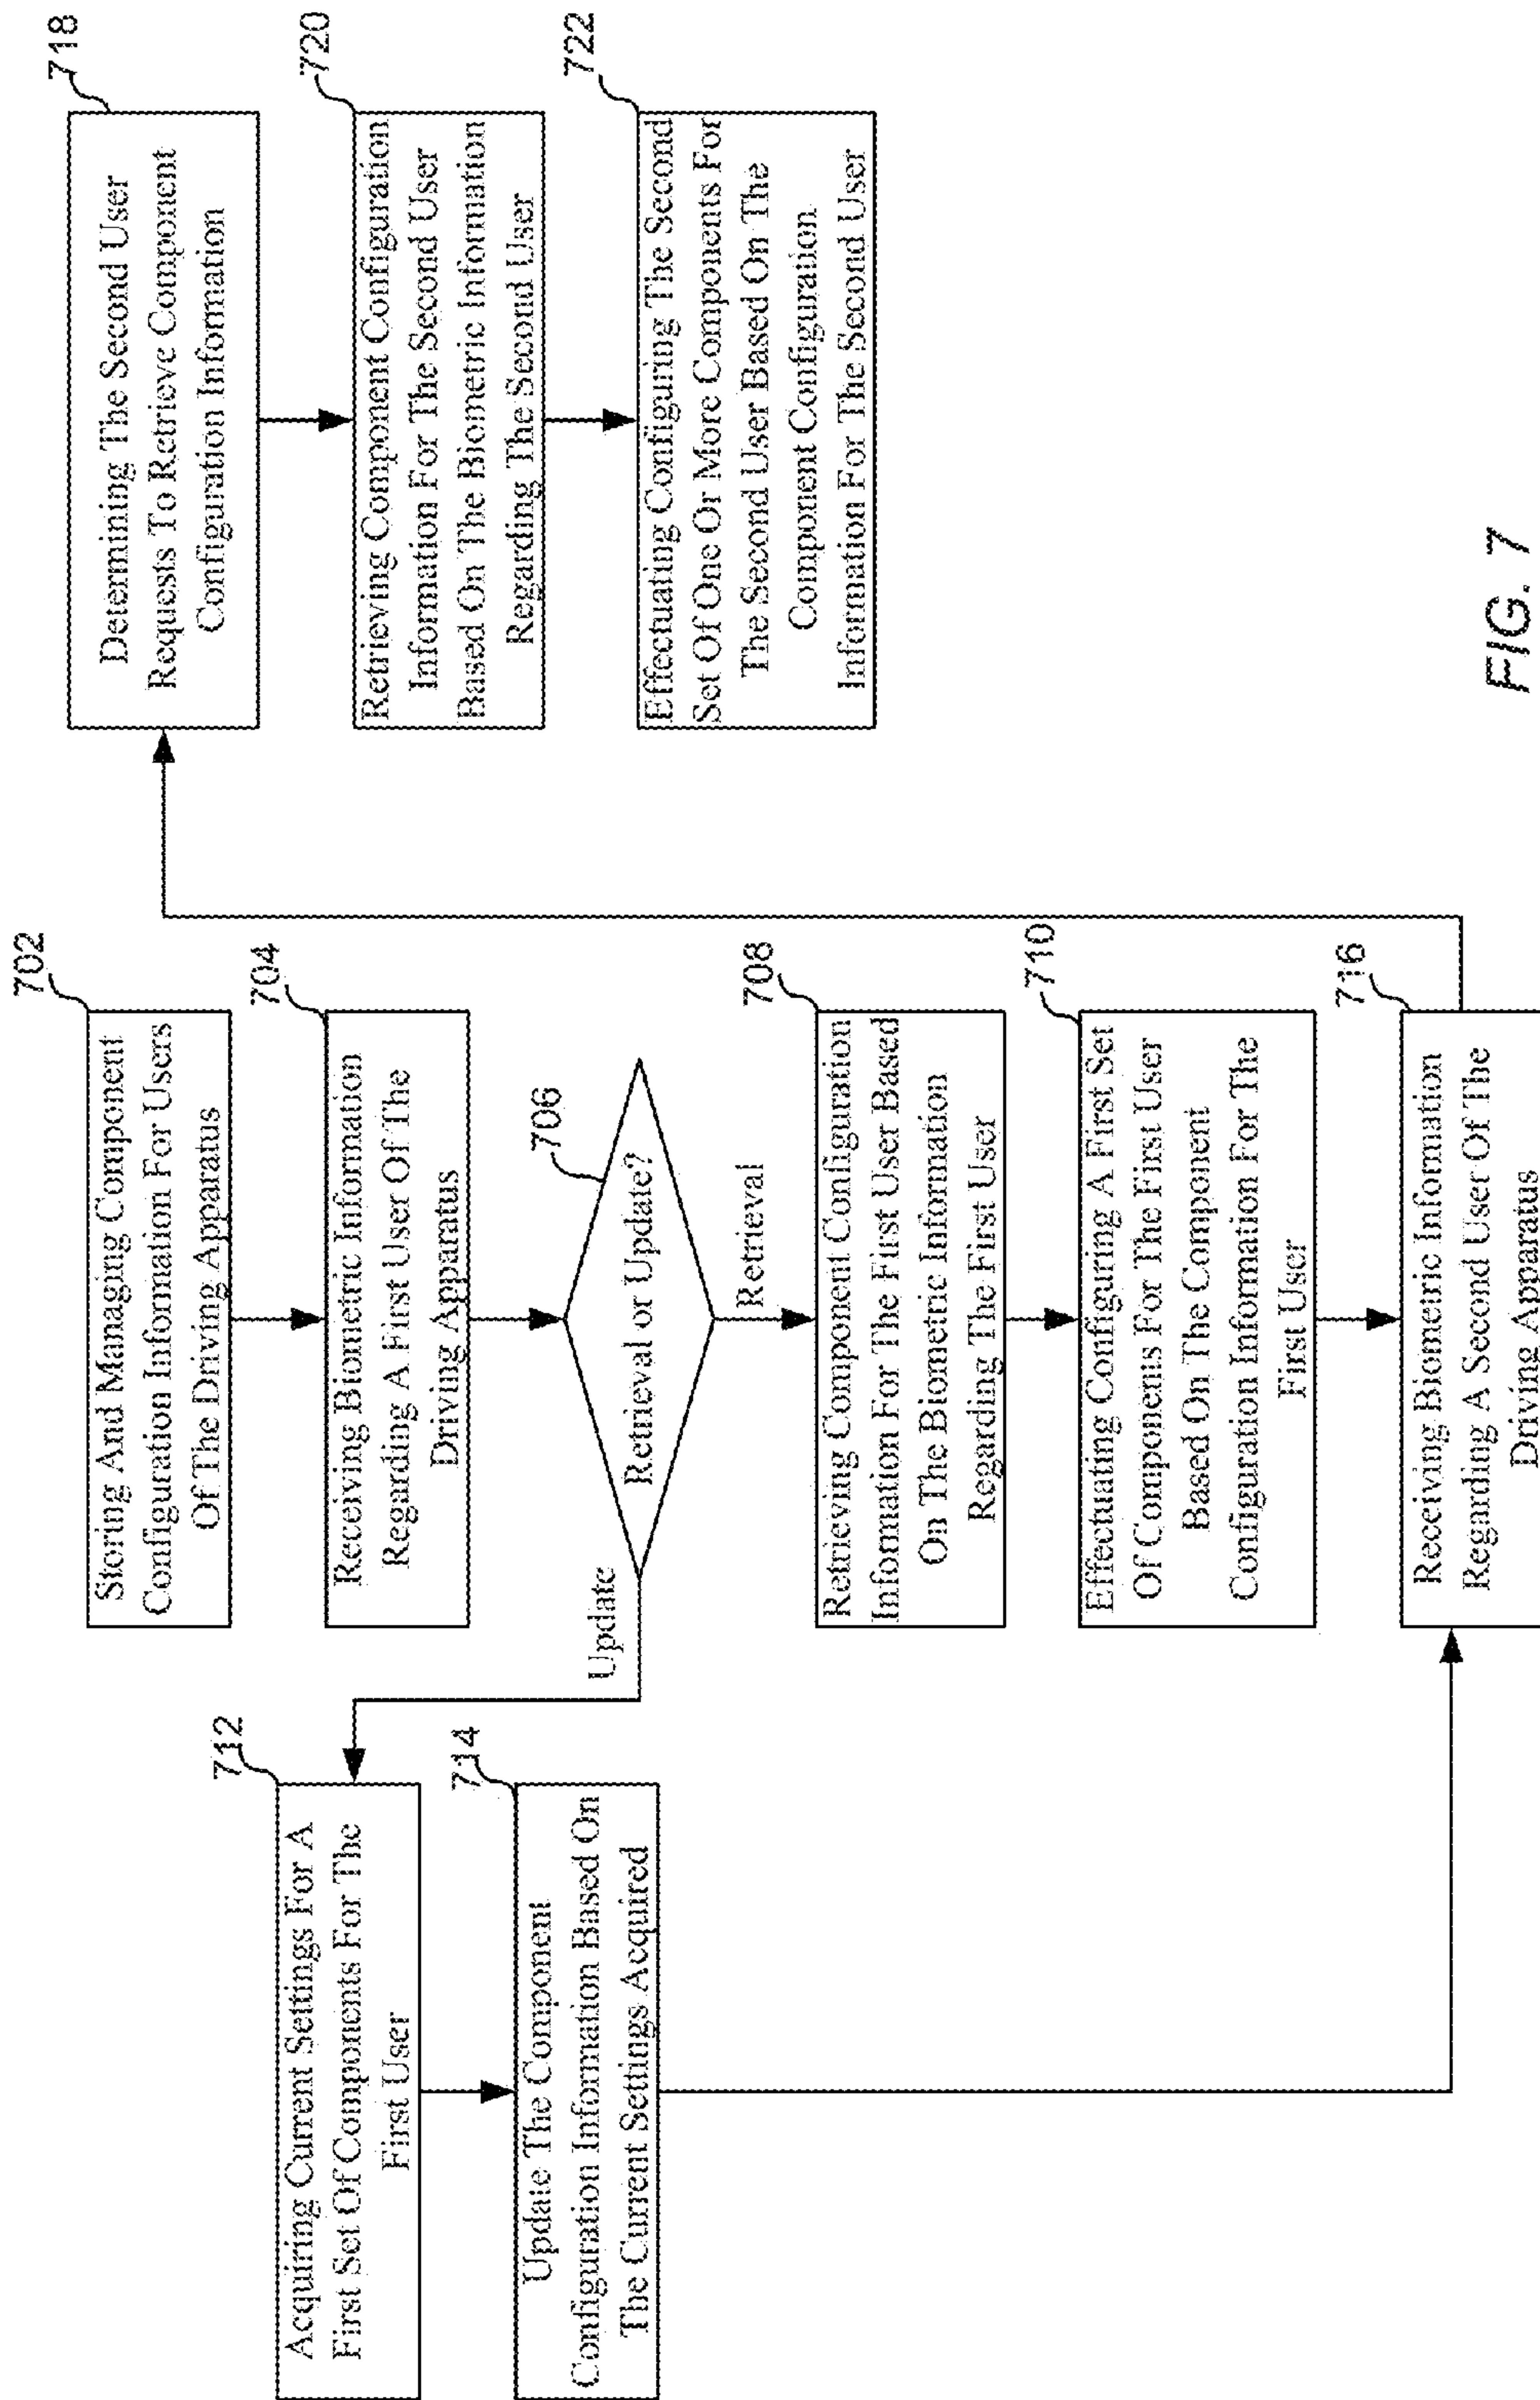 702
Storing And Managing Component
Configuration Information For Users
Of The Driving Apparatus
704
Receiving Biometric Information
Regarding A First User Of The
Driving Apparatus
706
Retrieval or Update?
Update
Retrieval
712
Acquiring Current Settings For A
First Set Of Components For The
First User
714
Update The Component
Configuration Information Based On
The Current Settings Acquired
708
Retrieving Component Configuration
Information For The First User Based
On The Biometric Information
Regarding The First User
710
Effectuating Configuring A First Set
Of Components For The First User
Based On The Component
Configuration Information For The
First User
716
Receiving Biometric Information
Regarding A Second User Of The
Driving Apparatus
718
Determining The Second User
Requests To Retrieve Component
Configuration Information
720
Retrieving Component Configuration
Information For The Second User
Based On The Biometric Information
Regarding The Second User
722
Effectuating Configuring The Second
Set Of One Or More Components For
The Second User Based On The
Component Configuration
Information For The Second User
FIG. 7